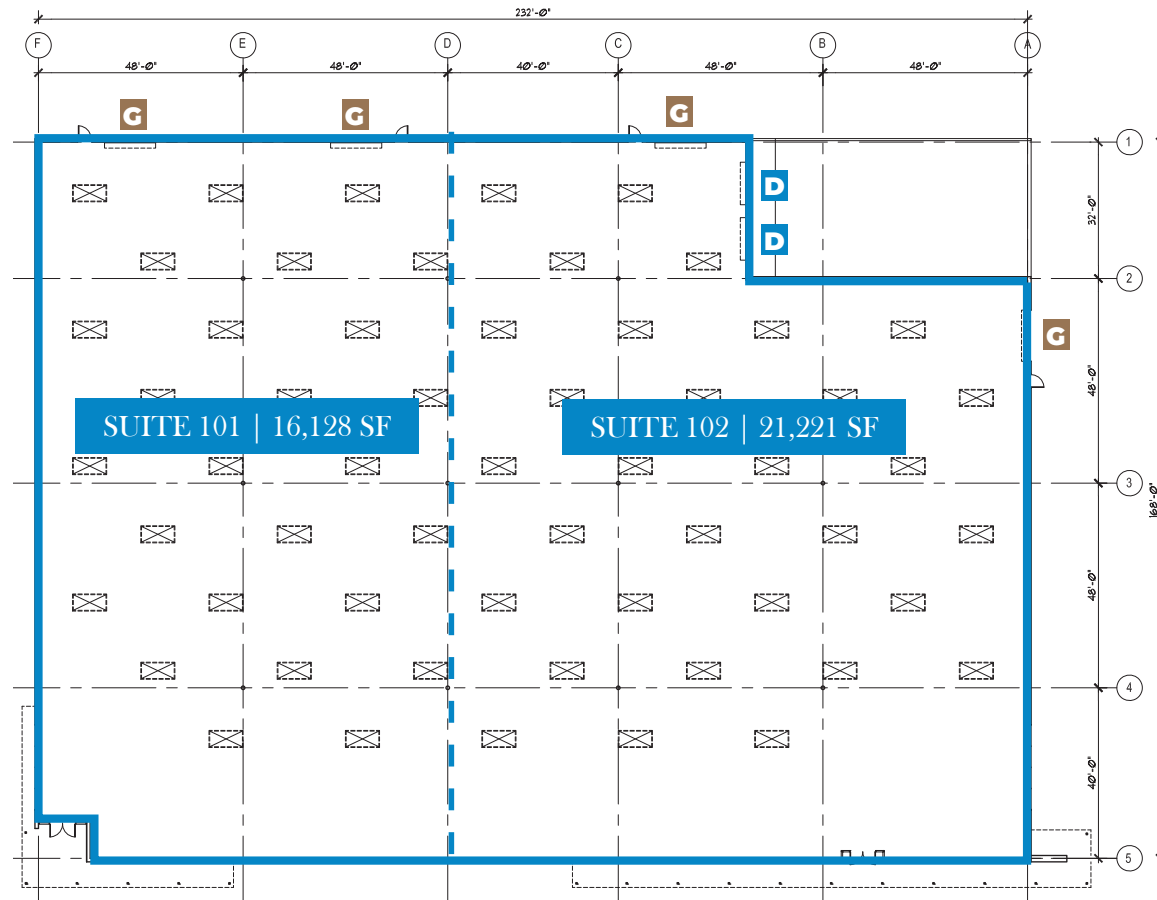 232'-0"
F
E
D
C
B
A
48'-0"
48'-0"
40'-0"
48'-0"
48'-0"
G
G
G
1
D
32'-0"
D
2
G
48'-0"
SUITE 101 | 16,128 SF
SUITE 102 | 21,221 SF
3
168'-0"
48'-0"
4
40'-0"
5